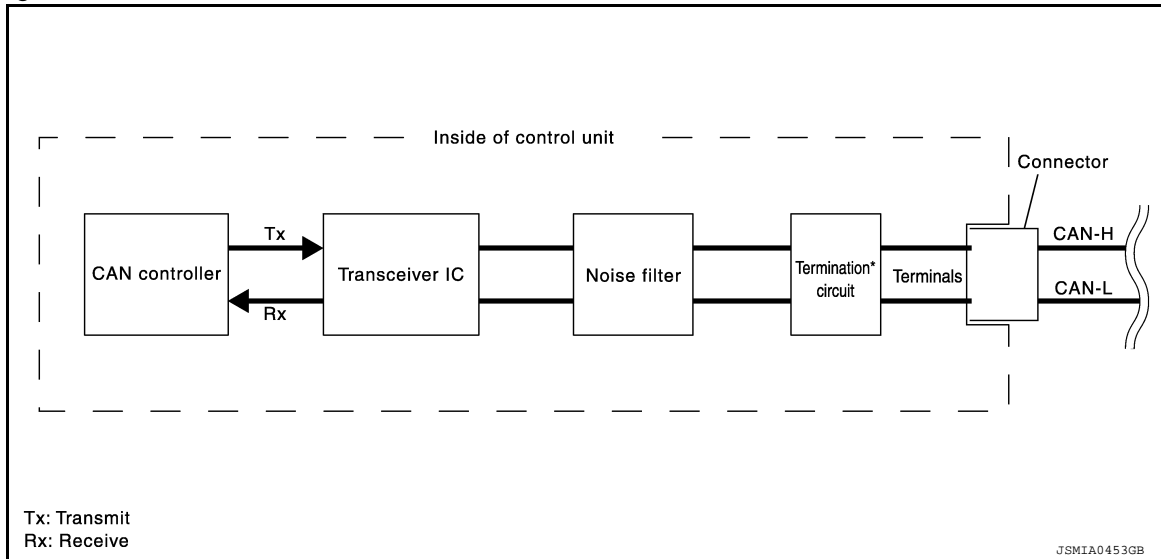 Inside of control unit
Connector
CAN controller
Tx
Rx
Transceiver IC
Noise filter
Termination*
circuit
Terminals
CAN-H
CAN-L
Tx: Transmit
Rx: Receive
JSMIA0453GB